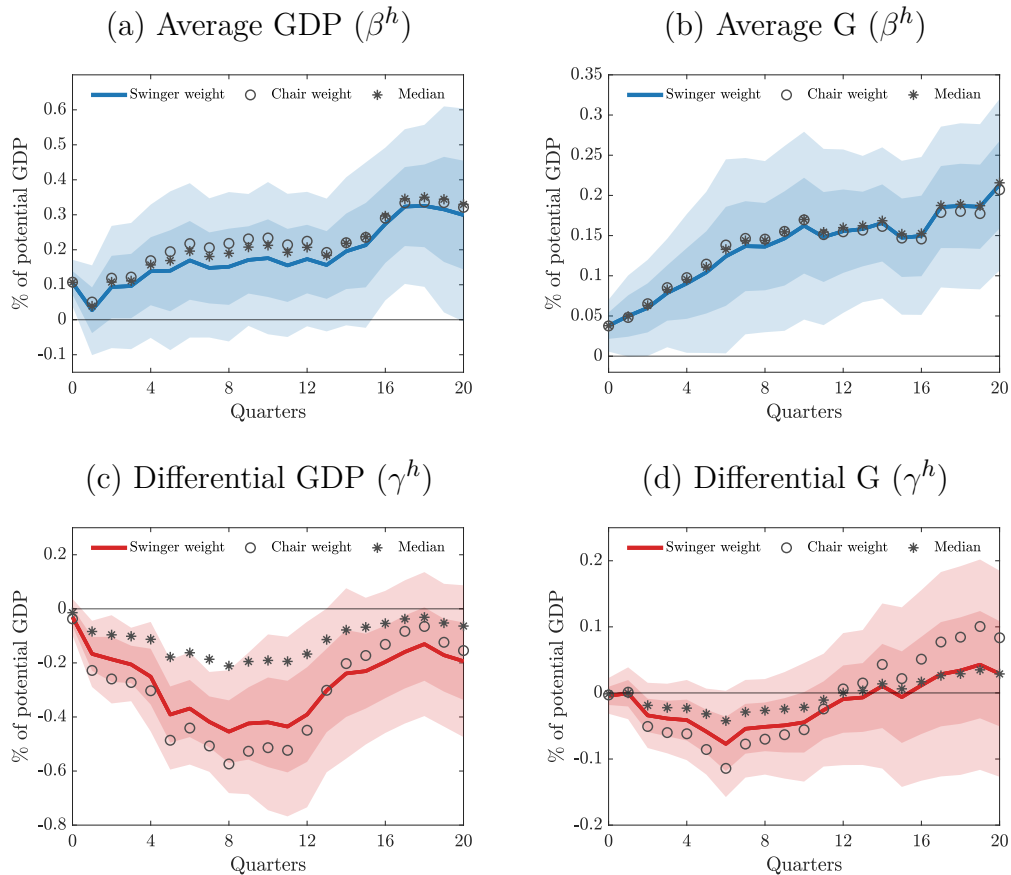 (a) Average GDP (β^h)
(b) Average G (β^h)
% of potential GDP
0.6
0.5
0.4
0.3
0.2
0.1
0
-0.1
Swinger weight Chair weight Median
0 4 8 12 16 20
Quarters
% of potential GDP
0.35
0.3
0.25
0.2
0.15
0.1
0.05
0
Swinger weight Chair weight Median
0 4 8 12 16 20
Quarters
(c) Differential GDP (γ^h)
(d) Differential G (γ^h)
% of potential GDP
0.2
0
-0.2
-0.4
-0.6
-0.8
Swinger weight Chair weight Median
0 4 8 12 16 20
Quarters
% of potential GDP
0.2
0.1
0
-0.1
-0.2
Swinger weight Chair weight Median
0 4 8 12 16 20
Quarters